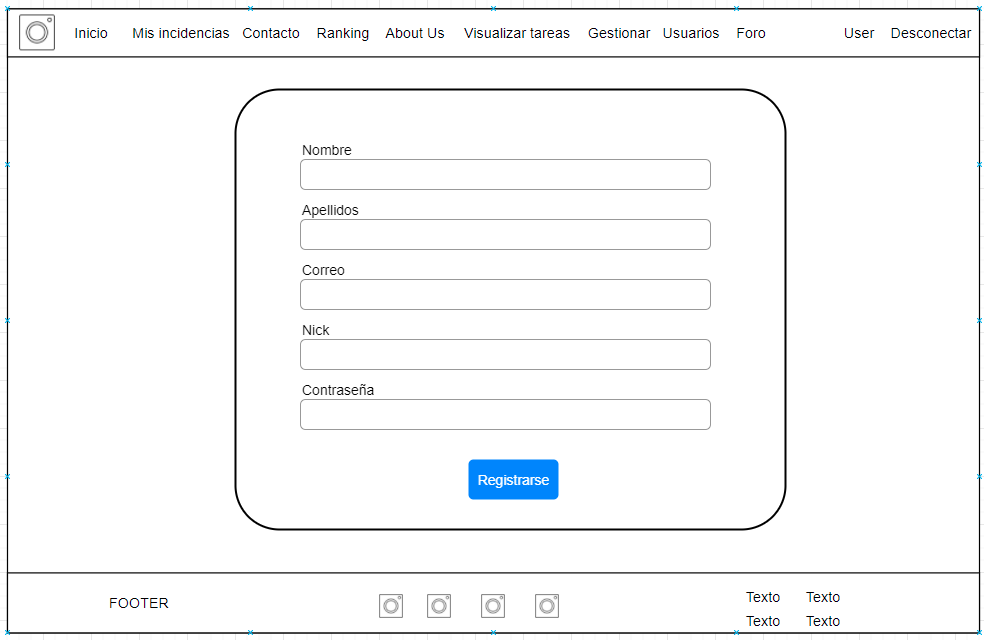 Inicio Mis incidencias Contacto Ranking About Us Visualizar tareas Gestionar Usuarios Foro User Desconectar
Nombre
Apellidos
Correo
Nick
Contraseña
Registrarse
FOOTER
Texto Texto
Texto Texto